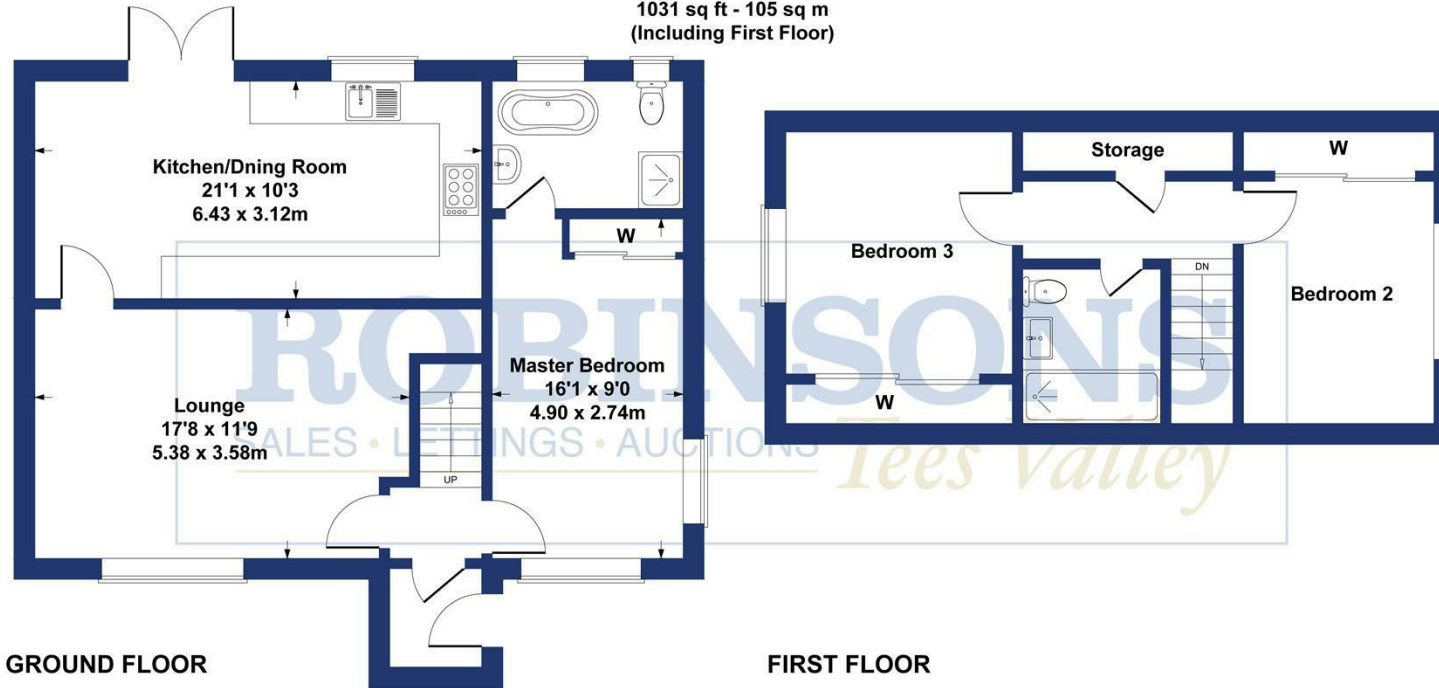 1031 sq ft - 105 sq m
(Including First Floor)
Kitchen/Dning Room
21'1 x 10'3
6.43 x 3.12m
W
Lounge
17'8 x 11'9
5.38 x 3.58m
UP
Master Bedroom
16'1 x 9'0
4.90 x 2.74m
Storage
W
Bedroom 3
DN
Bedroom 2
W
ROBINSONS
SALES • LETTINGS • AUCTIONS
Tees Valley
GROUND FLOOR
FIRST FLOOR